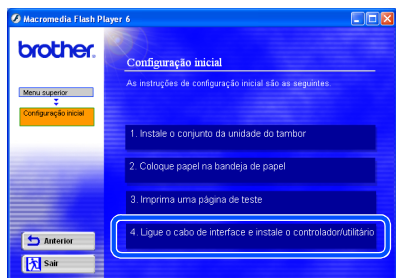 Macromedia Flash Player 6
brother.
Menu superior
Configuração inicial
Configuração inicial
As instruções de configuração inicial são as seguintes.
1. Instale o conjunto da unidade do tambor
2. Coloque papel na bandeja de papel
3. Imprima uma página de teste
4. Ligue o cabo de interface e instale o controlador/utilitário
Anterior
Sair